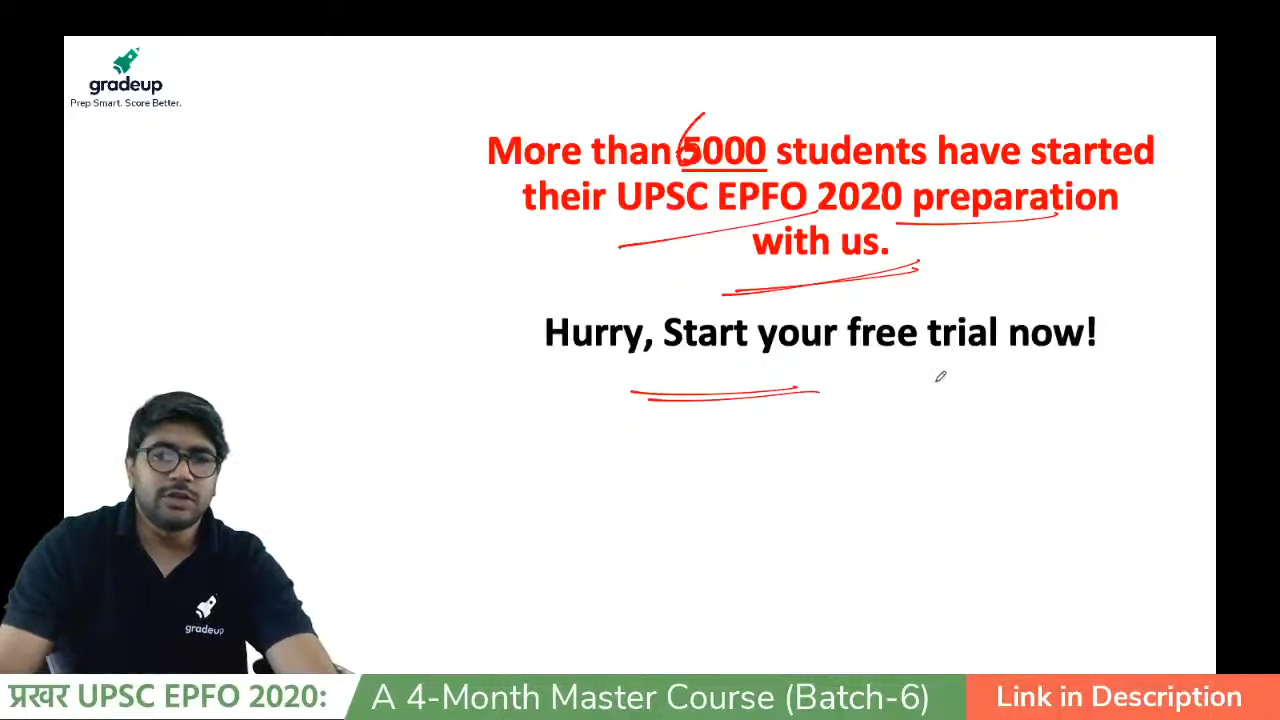 gradeup
Prep Smart. Score Better.
More than 5000 students have started
their UPSC EPFO 2020 preparation
with us.
Hurry, Start your free trial now!
gradeup
प्रखर UPSC EPFO 2020: A 4-Month Master Course (Batch-6) Link in Description